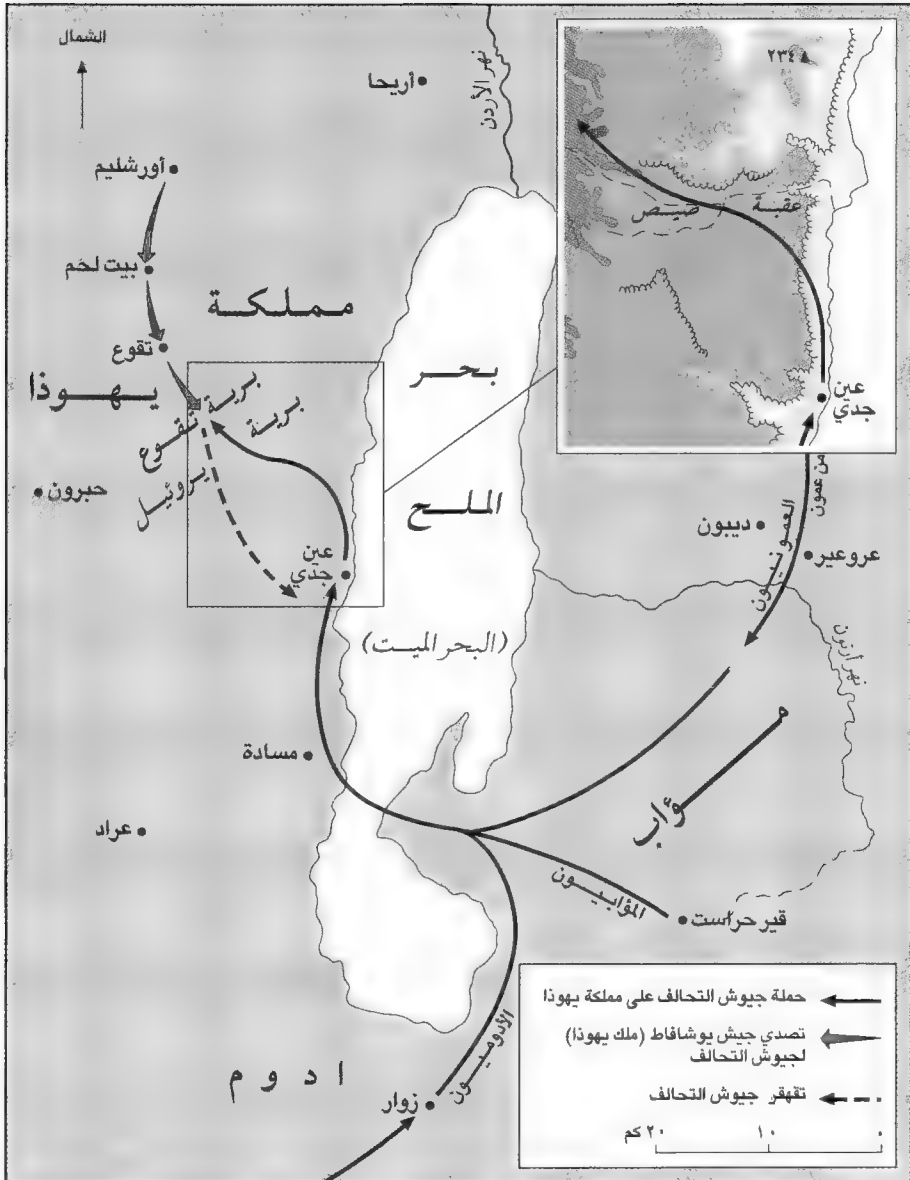 الشمال
أريحا
نهر الأردن
٢٣٤
أورشليم
عقبة
صيص
بيت لحم
مملكة
تقوع
بحر
يهوذا
برية تقوع
برية
يروئيل
عين
جدي
من عمون
حبرون
الملح
ديبون
العمونيون
عروعير
عين
جدي
(البحر الميت)
نهر أرنون
مسادة
مؤاب
عراد
المؤابيون
قير حراست
الأدوميون
ادوم
زوار
حملة جيوش التحالف على مملكة يهوذا
تصدي جيش يوشافاط (ملك يهوذا)
لجيوش التحالف
تقهقر جيوش التحالف
٠ ١٠ ٢٠ كم